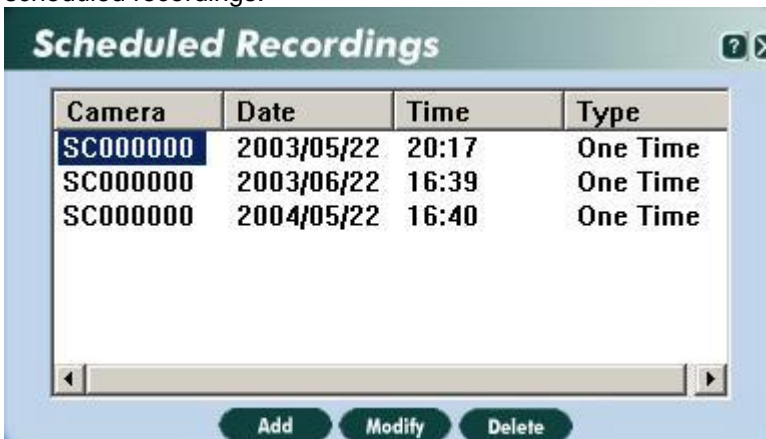 scheduled recordings.
Scheduled Recordings
Camera Date Time Type
SC000000 2003/05/22 20:17 One Time
SC000000 2003/06/22 16:39 One Time
SC000000 2004/05/22 16:40 One Time
Add Modify Delete